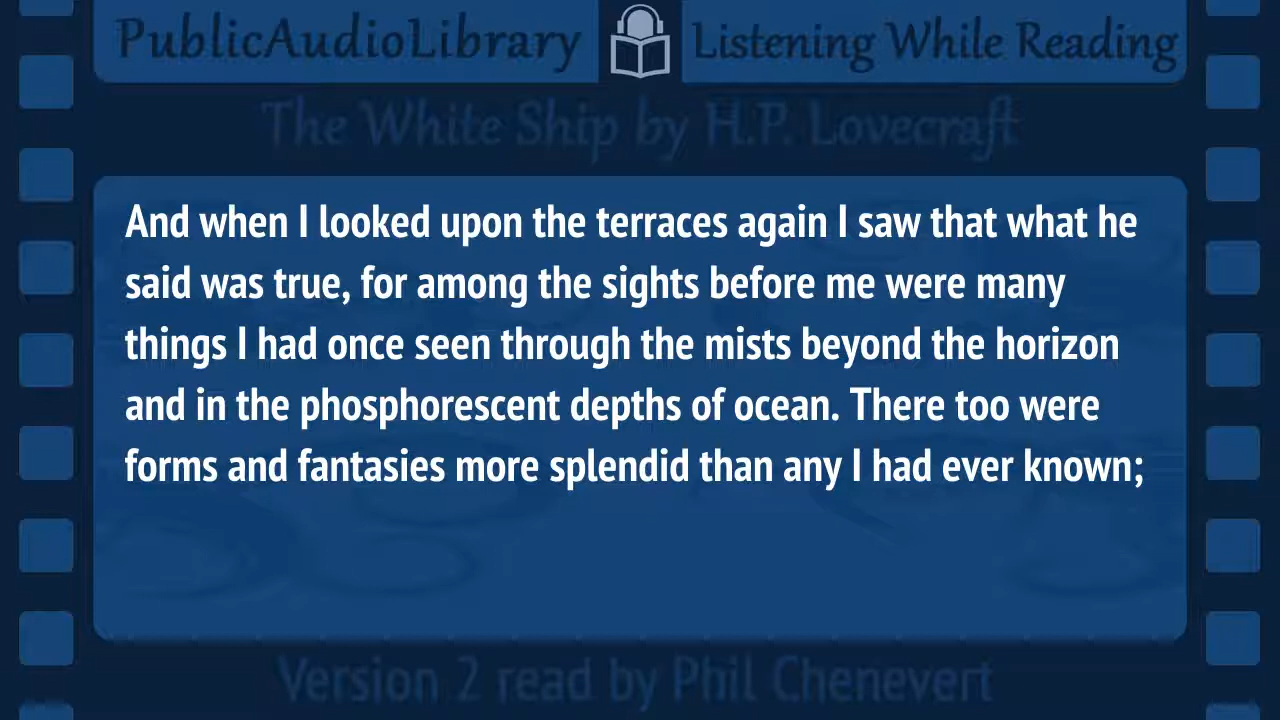 PublicAudioLibrary Listening While Reading
The White Ship by H.P. Lovecraft
And when I looked upon the terraces again I saw that what he
said was true, for among the sights before me were many
things I had once seen through the mists beyond the horizon
and in the phosphorescent depths of ocean. There too were
forms and fantasies more splendid than any I had ever known;
Version 2 read by Phil Chenevert